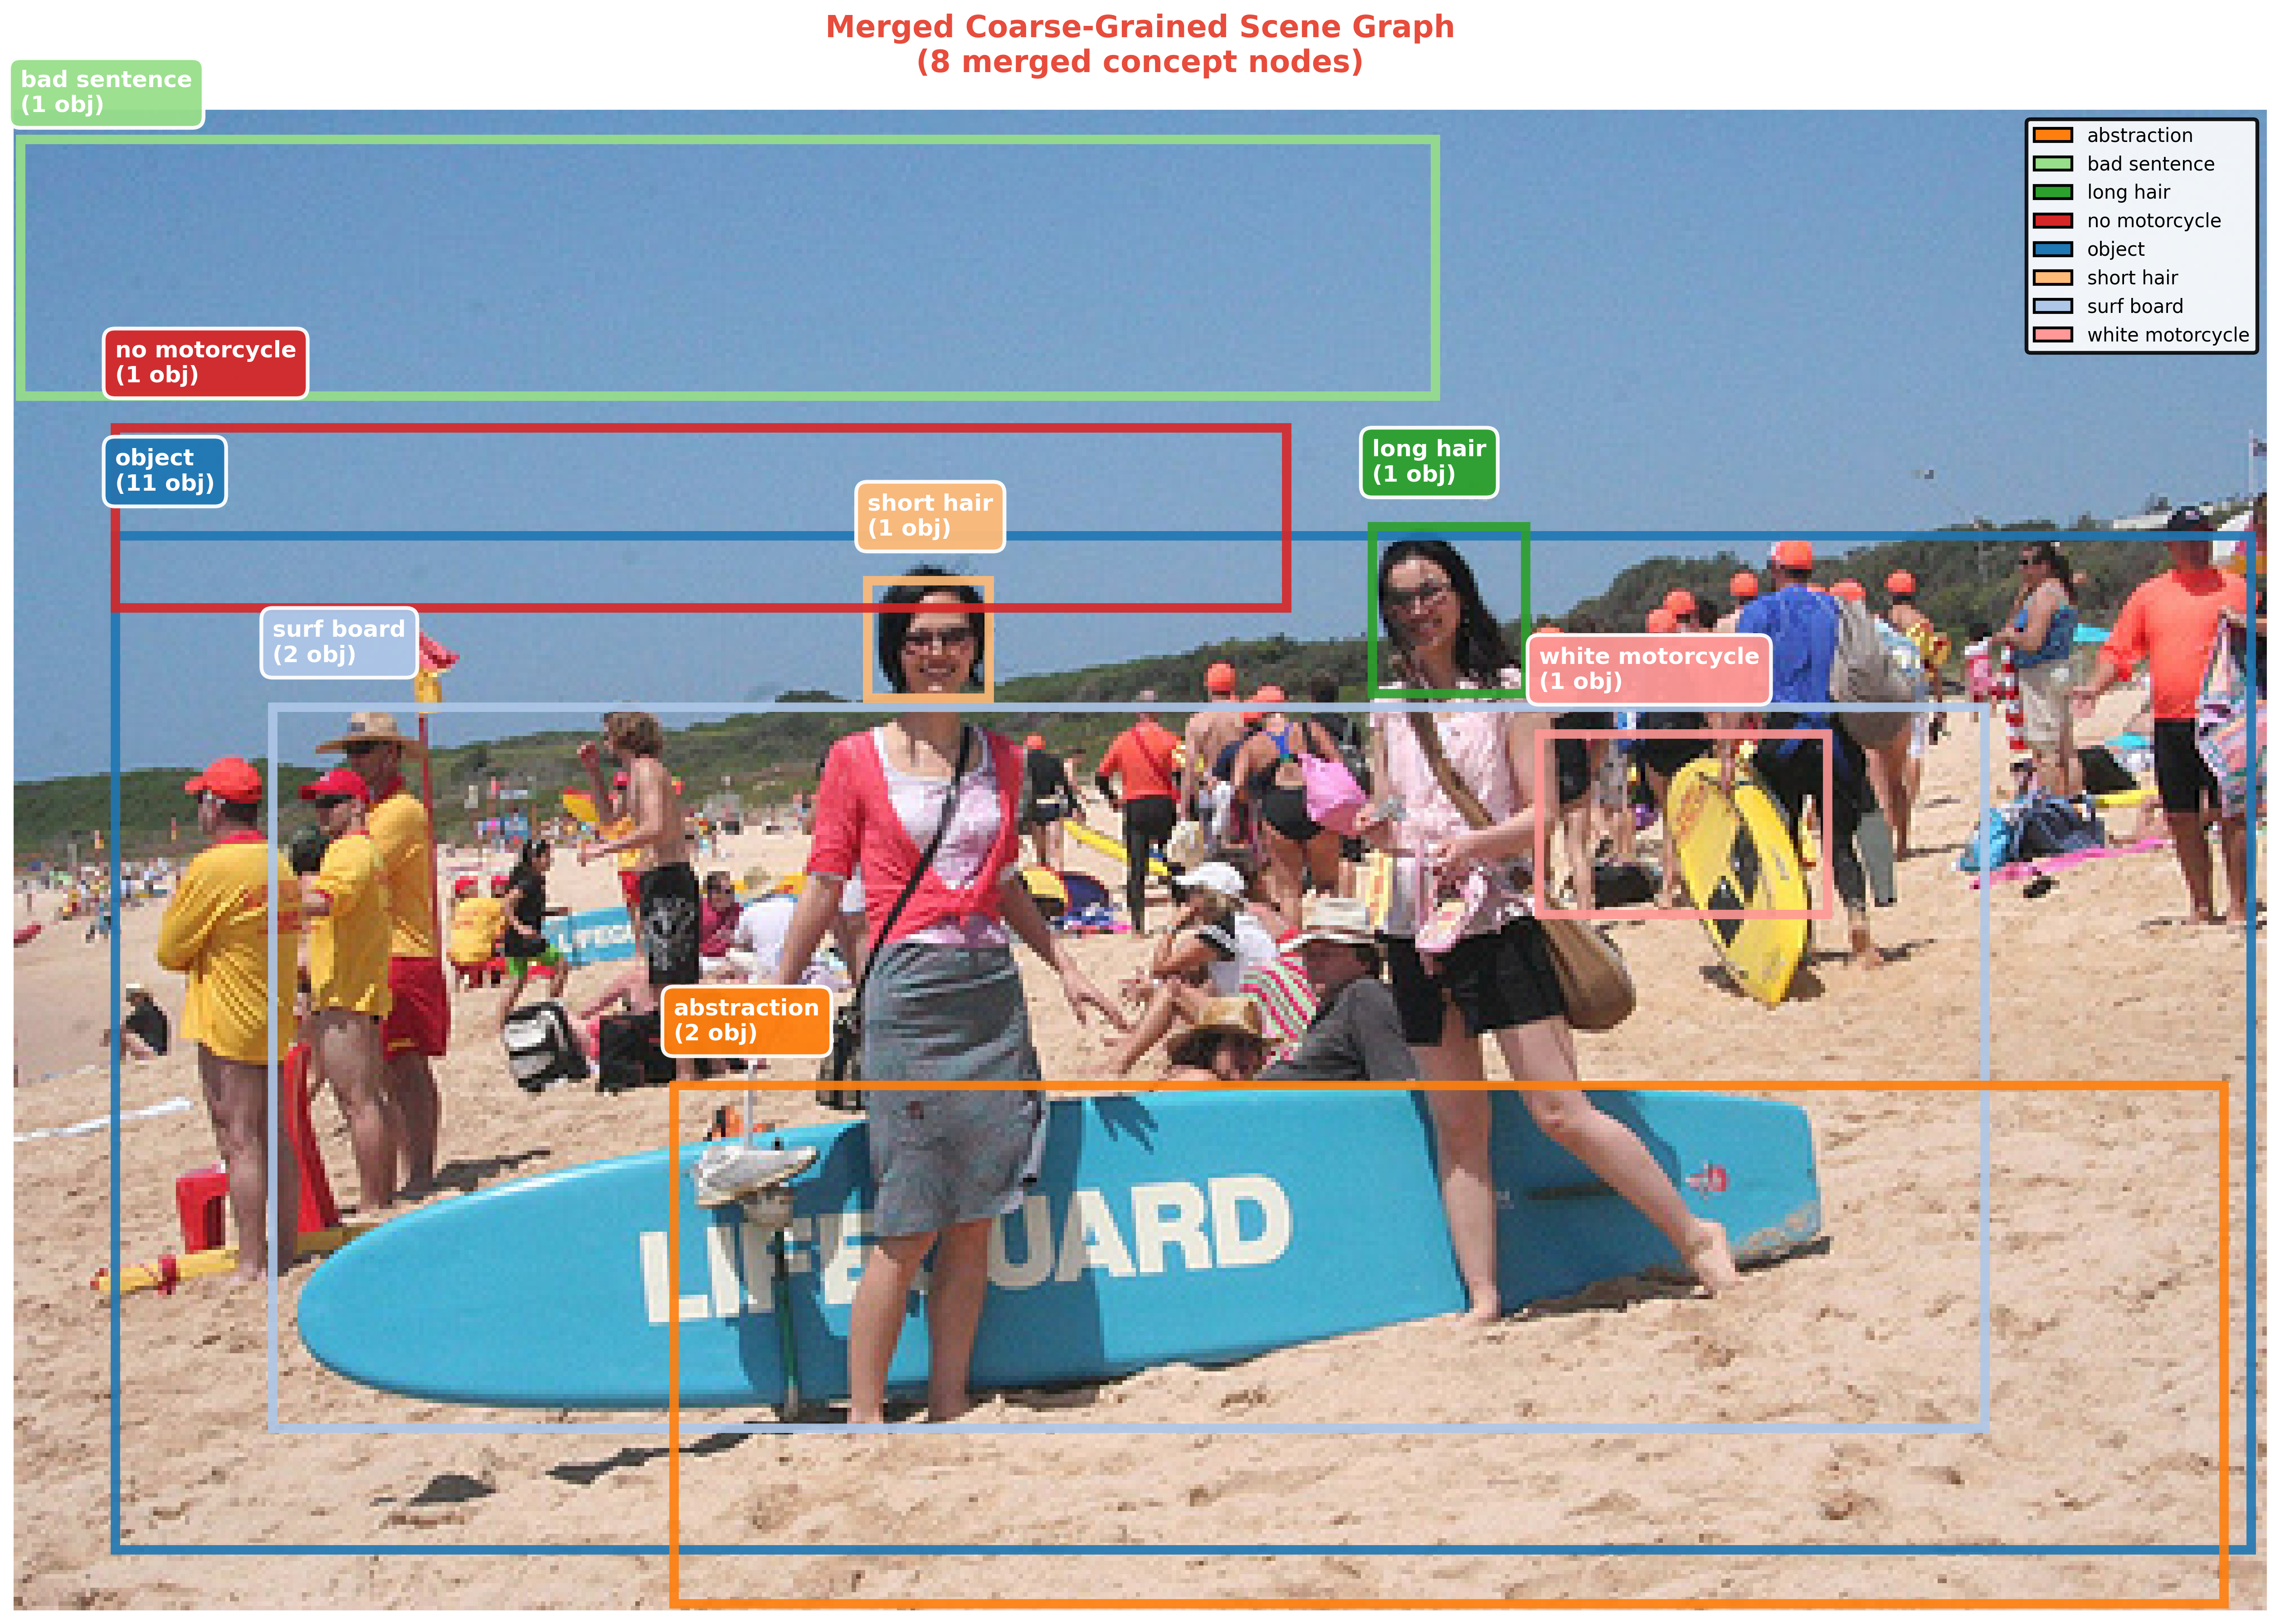 Merged Coarse-Grained Scene Graph
(8 merged concept nodes)
bad sentence
(1 obj)
abstraction
bad sentence
long hair
no motorcycle
object
short hair
surf board
white motorcycle
no motorcycle
(1 obj)
object
(11 obj)
long hair
(1 obj)
short hair
(1 obj)
surf board
(2 obj)
white motorcycle
(1 obj)
abstraction
(2 obj)
LIFE UARD